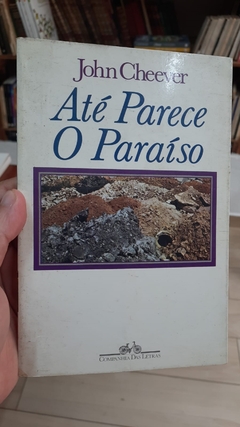 John Cheever
Até Parece
O Paraíso
COMPANHIA DAS LETRAS